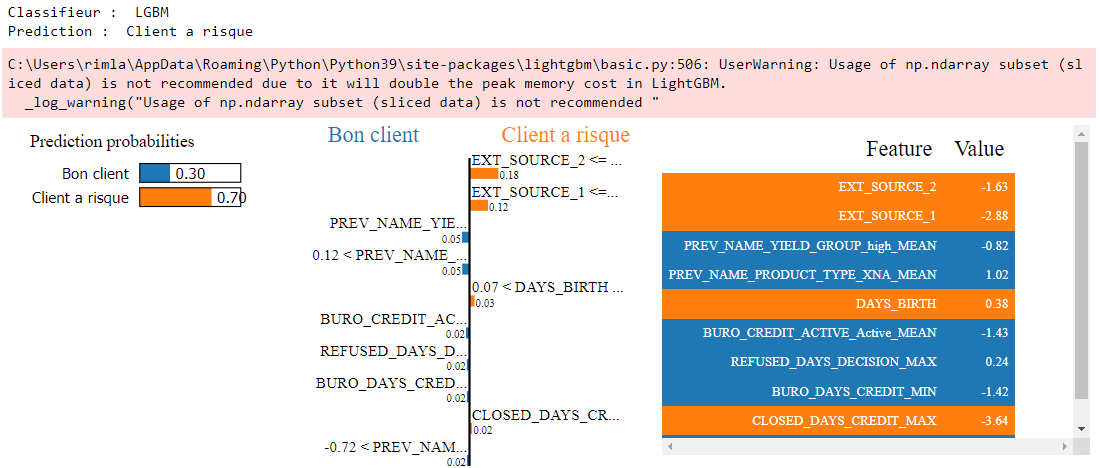 Classifieur :  LGBM
Prediction :  Client a risque
C:\Users\rimla\AppData\Roaming\Python\Python39\site-packages\lightgbm\basic.py:506: UserWarning: Usage of np.ndarray subset (sl
iced data) is not recommended due to it will double the peak memory cost in LightGBM.
  _log_warning("Usage of np.ndarray subset (sliced data) is not recommended "
Prediction probabilities
Bon client 0.30
Client a risque 0.70
Bon client Client a risque
EXT_SOURCE_2 <= ...
0.18
EXT_SOURCE_1 <=...
0.12
PREV_NAME_YIE...
0.05
0.12 < PREV_NAME_...
0.05
0.07 < DAYS_BIRTH ...
0.03
BURO_CREDIT_AC...
0.02
REFUSED_DAYS_D...
0.02
BURO_DAYS_CRED...
0.02
CLOSED_DAYS_CR...
0.02
-0.72 < PREV_NAM...
0.02
Feature Value
EXT_SOURCE_2 -1.63
EXT_SOURCE_1 -2.88
PREV_NAME_YIELD_GROUP_high_MEAN -0.82
PREV_NAME_PRODUCT_TYPE_XNA_MEAN 1.02
DAYS_BIRTH 0.38
BURO_CREDIT_ACTIVE_Active_MEAN -1.43
REFUSED_DAYS_DECISION_MAX 0.24
BURO_DAYS_CREDIT_MIN -1.42
CLOSED_DAYS_CREDIT_MAX -3.64